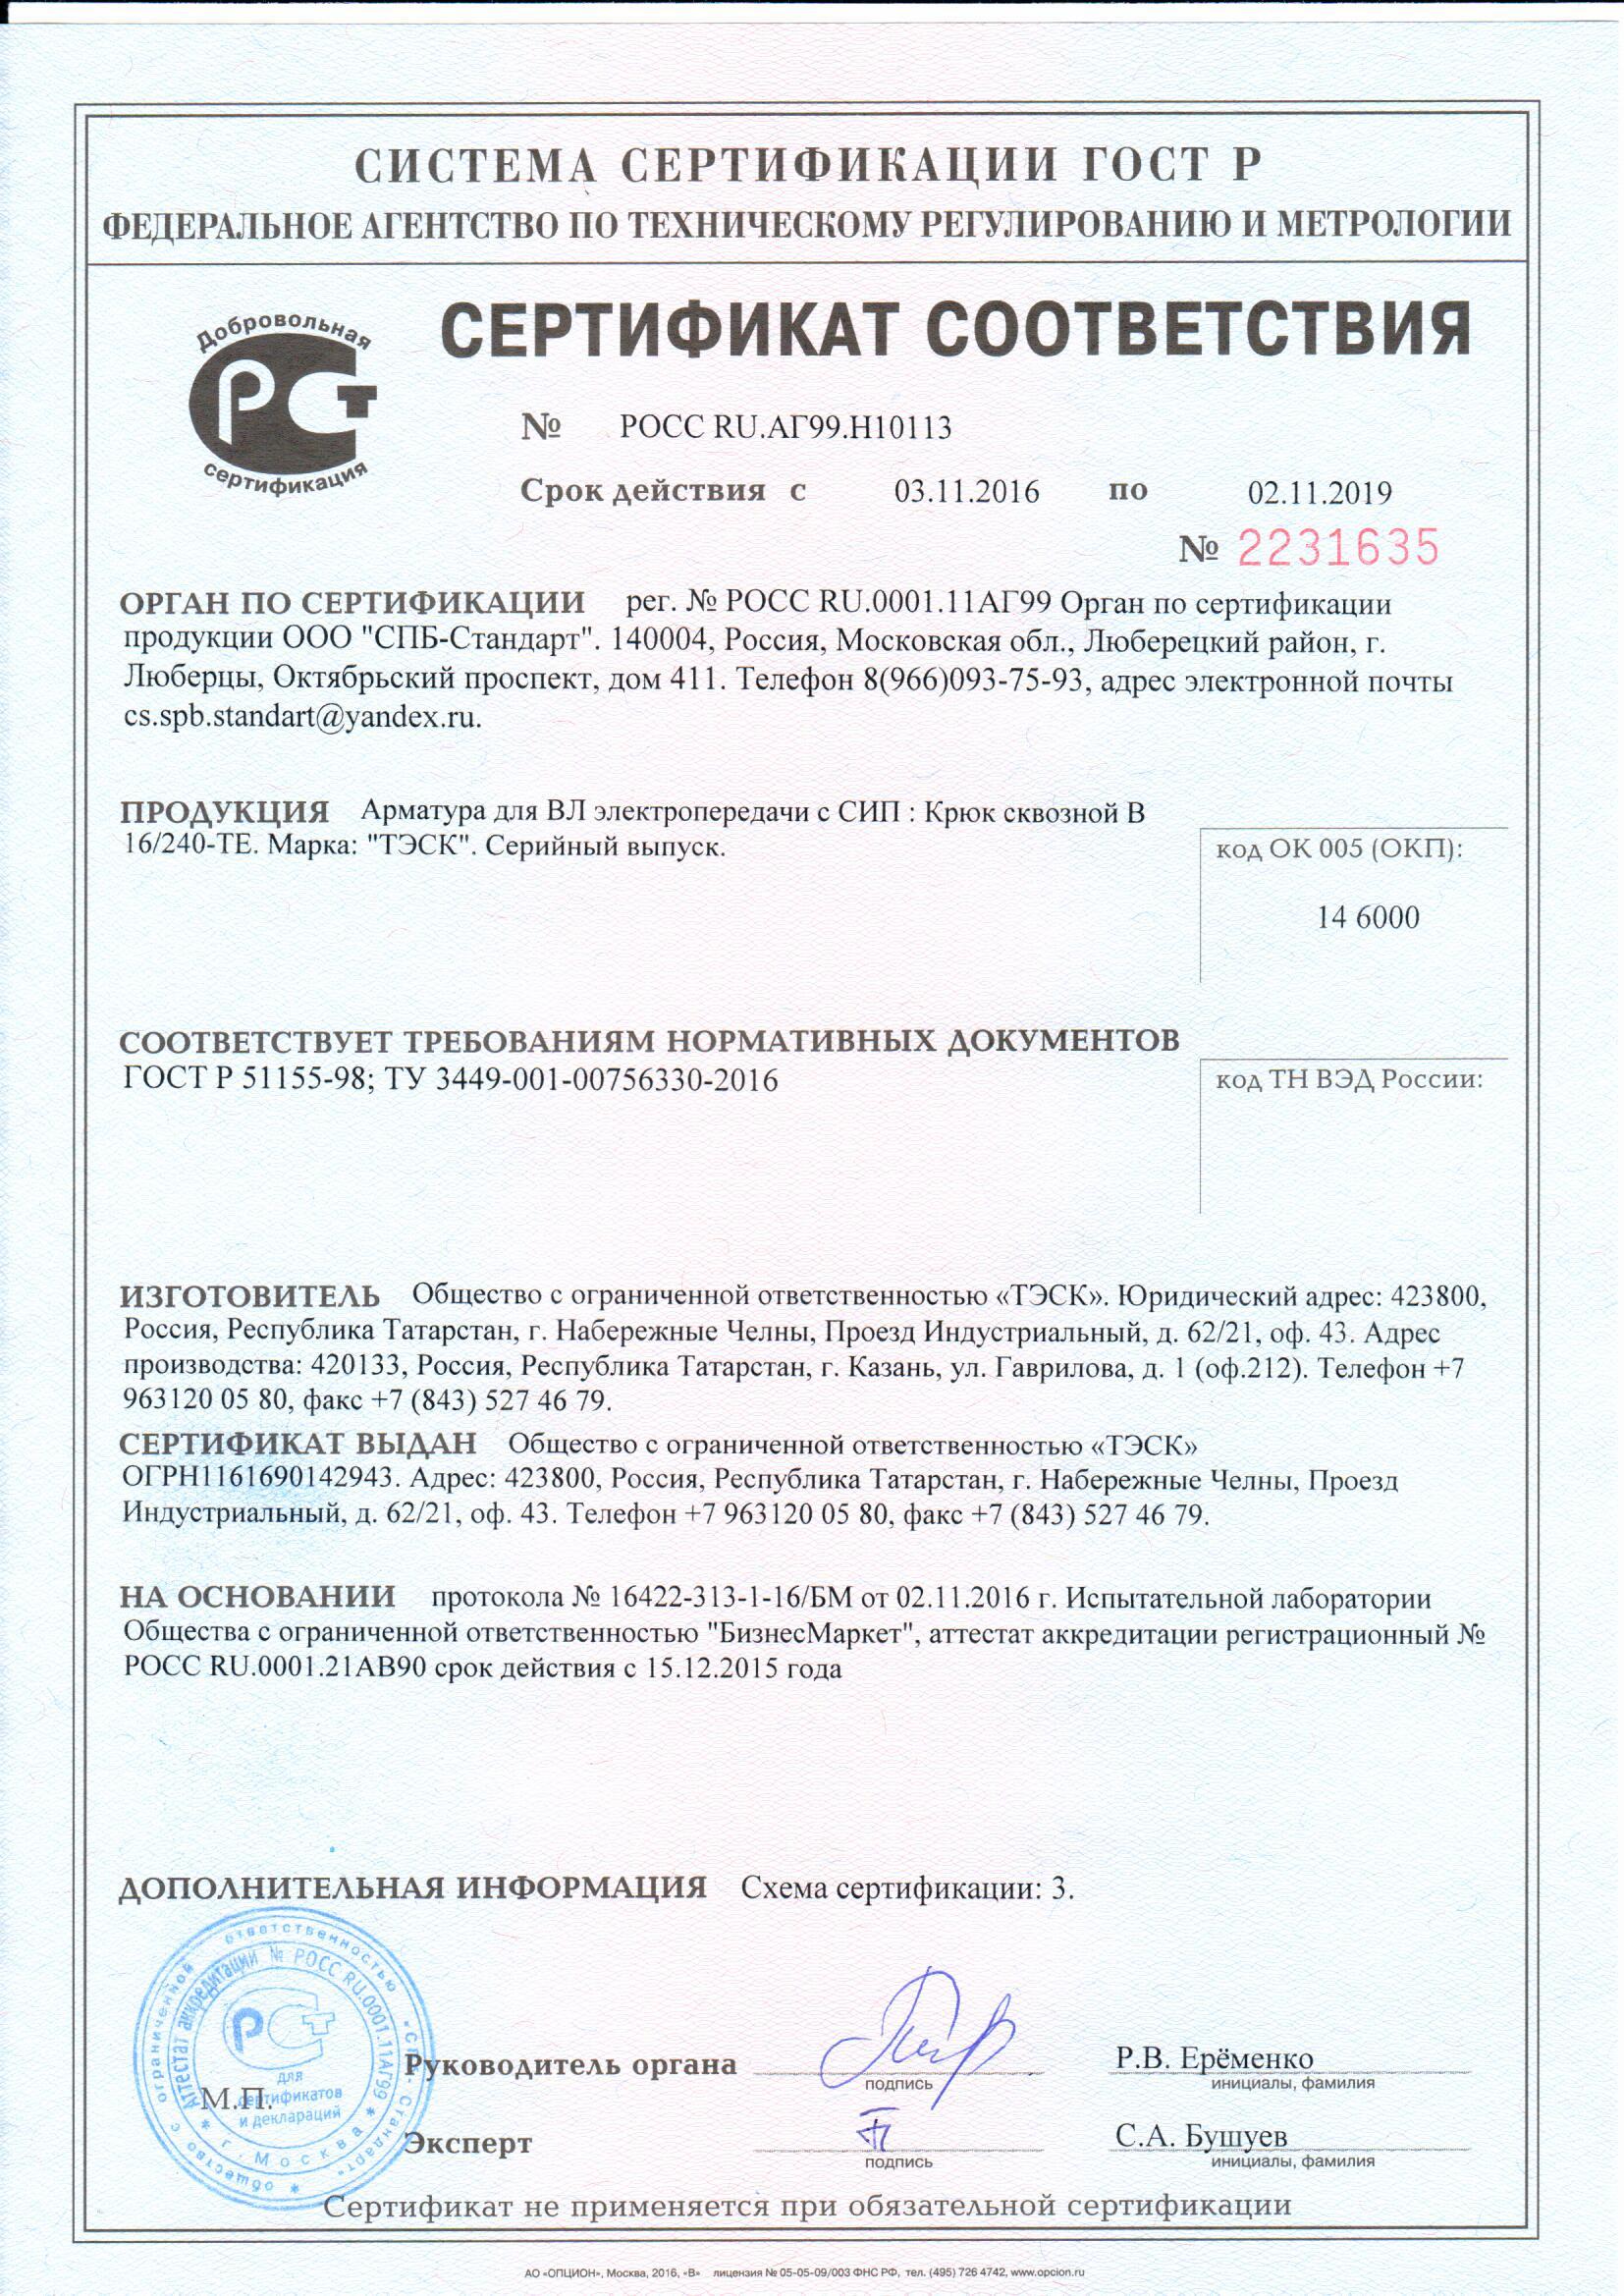 СИСТЕМА СЕРТИФИКАЦИИ ГОСТ Р
ФЕДЕРАЛЬНОЕ АГЕНТСТВО ПО ТЕХНИЧЕСКОМУ РЕГУЛИРОВАНИЮ И МЕТРОЛОГИИ
Добровольная
сертификация
СЕРТИФИКАТ СООТВЕТСТВИЯ
№ РОСС RU.АГ99.Н10113
Срок действия с 03.11.2016 по 02.11.2019
№ 2231635
ОРГАН ПО СЕРТИФИКАЦИИ рег. № РОСС RU.0001.11АГ99 Орган по сертификации
продукции ООО "СПБ-Стандарт". 140004, Россия, Московская обл., Люберецкий район, г.
Люберцы, Октябрьский проспект, дом 411. Телефон 8(966)093-75-93, адрес электронной почты
cs.spb.standart@yandex.ru.
ПРОДУКЦИЯ Арматура для ВЛ электропередачи с СИП : Крюк сквозной В
16/240-ТЕ. Марка: "ТЭСК". Серийный выпуск.
код ОК 005 (ОКП):
14 6000
СООТВЕТСТВУЕТ ТРЕБОВАНИЯМ НОРМАТИВНЫХ ДОКУМЕНТОВ
ГОСТ Р 51155-98; ТУ 3449-001-00756330-2016
код ТН ВЭД России:
ИЗГОТОВИТЕЛЬ Общество с ограниченной ответственностью «ТЭСК». Юридический адрес: 423800,
Россия, Республика Татарстан, г. Набережные Челны, Проезд Индустриальный, д. 62/21, оф. 43. Адрес
производства: 420133, Россия, Республика Татарстан, г. Казань, ул. Гаврилова, д. 1 (оф.212). Телефон +7
963120 05 80, факс +7 (843) 527 46 79.
СЕРТИФИКАТ ВЫДАН Общество с ограниченной ответственностью «ТЭСК»
ОГРН1161690142943. Адрес: 423800, Россия, Республика Татарстан, г. Набережные Челны, Проезд
Индустриальный, д. 62/21, оф. 43. Телефон +7 963120 05 80, факс +7 (843) 527 46 79.
НА ОСНОВАНИИ протокола № 16422-313-1-16/БМ от 02.11.2016 г. Испытательной лаборатории
Общества с ограниченной ответственностью "БизнесМаркет", аттестат аккредитации регистрационный №
РОСС RU.0001.21АВ90 срок действия с 15.12.2015 года
ДОПОЛНИТЕЛЬНАЯ ИНФОРМАЦИЯ Схема сертификации: 3.
общество с ограниченной ответственностью «СПБ-Стандарт»
Аттестат аккредитации № РОСС RU.0001.11АГ99
г. Москва
для
сертификатов
и деклараций
М.П.
Руководитель органа
подпись
Р.В. Ерёменко
инициалы, фамилия
Эксперт
подпись
С.А. Бушуев
инициалы, фамилия
Сертификат не применяется при обязательной сертификации
АО «ОПЦИОН», Москва, 2016, «В» лицензия № 05-05-09/003 ФНС РФ, тел. (495) 726 4742, www.opcion.ru